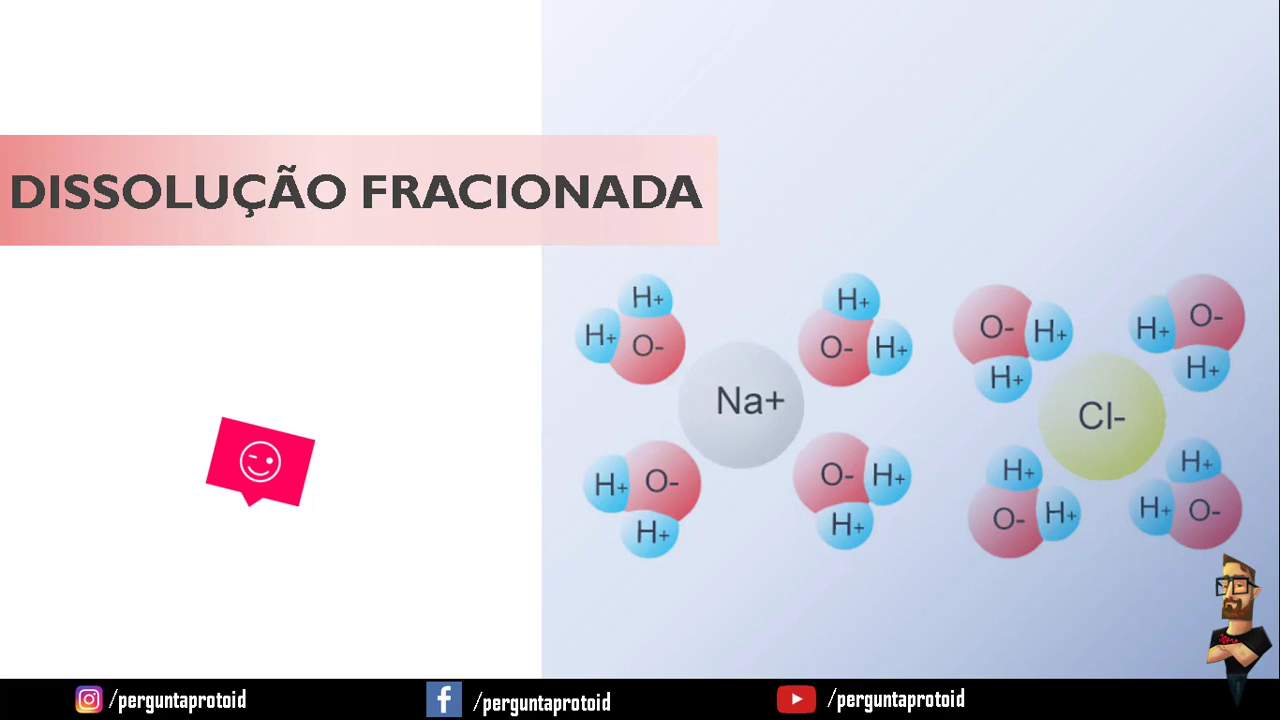 DISSOLUÇÃO FRACIONADA
H+
H+
O-
H+
O-
H+
Na+
H+
O-
H+
O-
H+
H+
O-
H+
H+
H+
O-
H+
Cl-
H+
O-
H+
H+
H+
O-
/perguntaprotoid
/perguntaprotoid
/perguntaprotoid